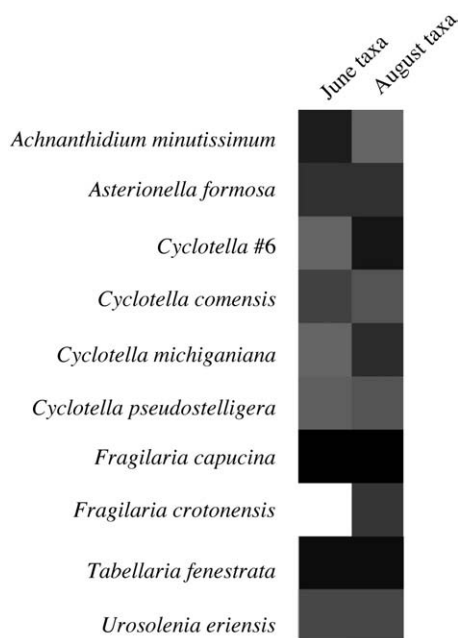 June taxa
August taxa
Achnanthidium minutissimum
Asterionella formosa
Cyclotella #6
Cyclotella comensis
Cyclotella michiganiana
Cyclotella pseudostelligera
Fragilaria capucina
Fragilaria crotonensis
Tabellaria fenestrata
Urosolenia eriensis